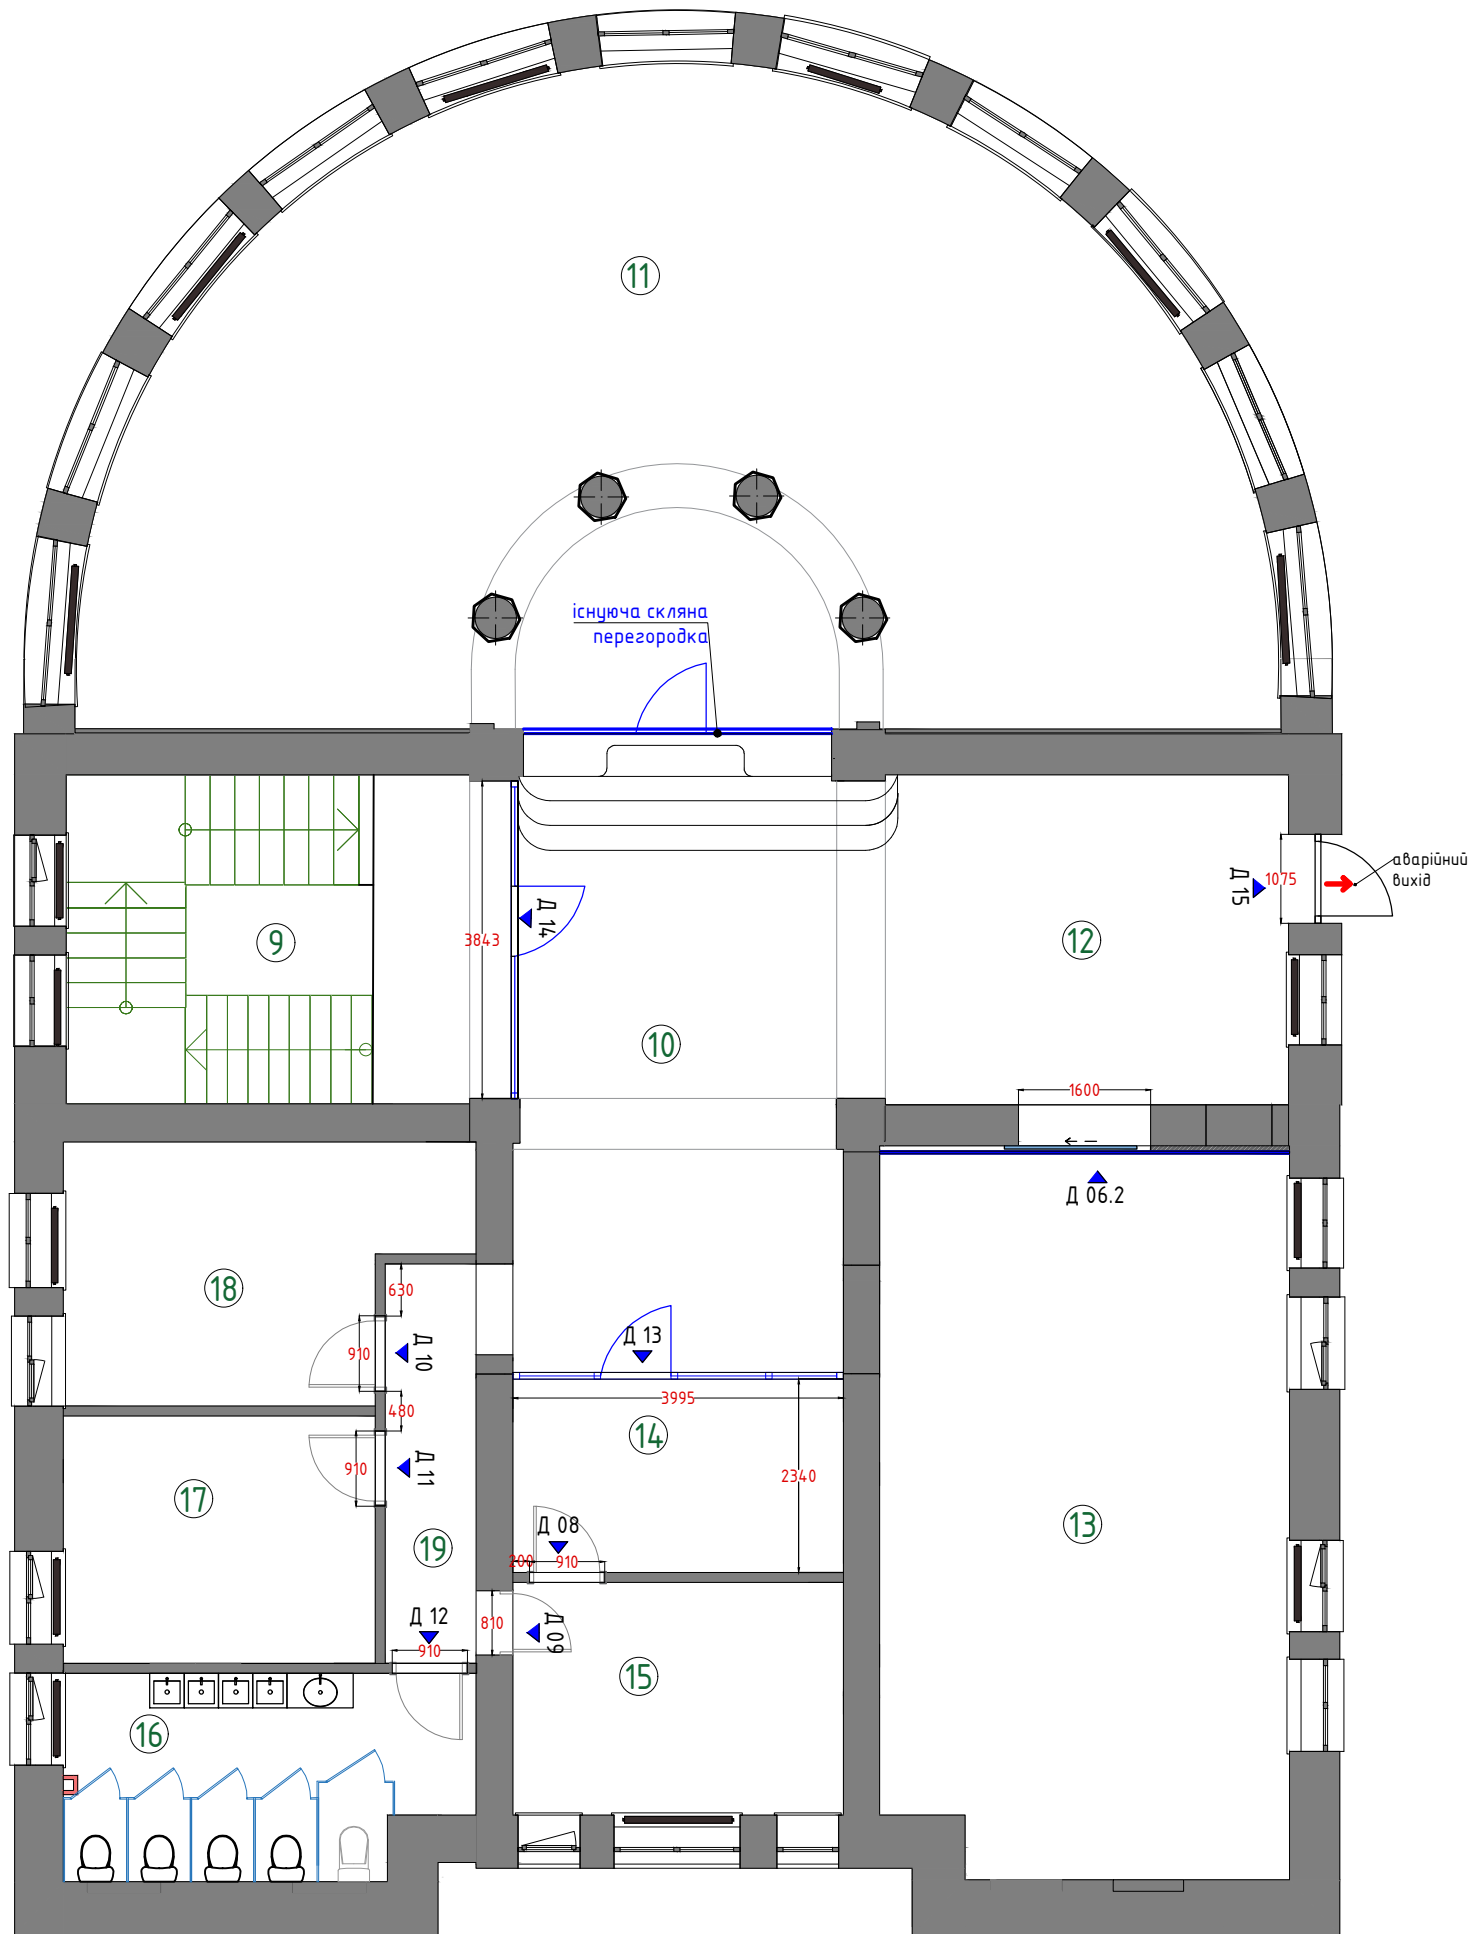 11
існуюча скляна
перегородка
аварійний
вихід
Д 15
1075
Д 14
3843
9
12
10
1600
Д 06.2
18
630
910
Д 10
Д 13
480
3995
14
910
Д 11
2340
17
13
19
Д 08
200
910
Д 12
910
810
Д 09
15
16